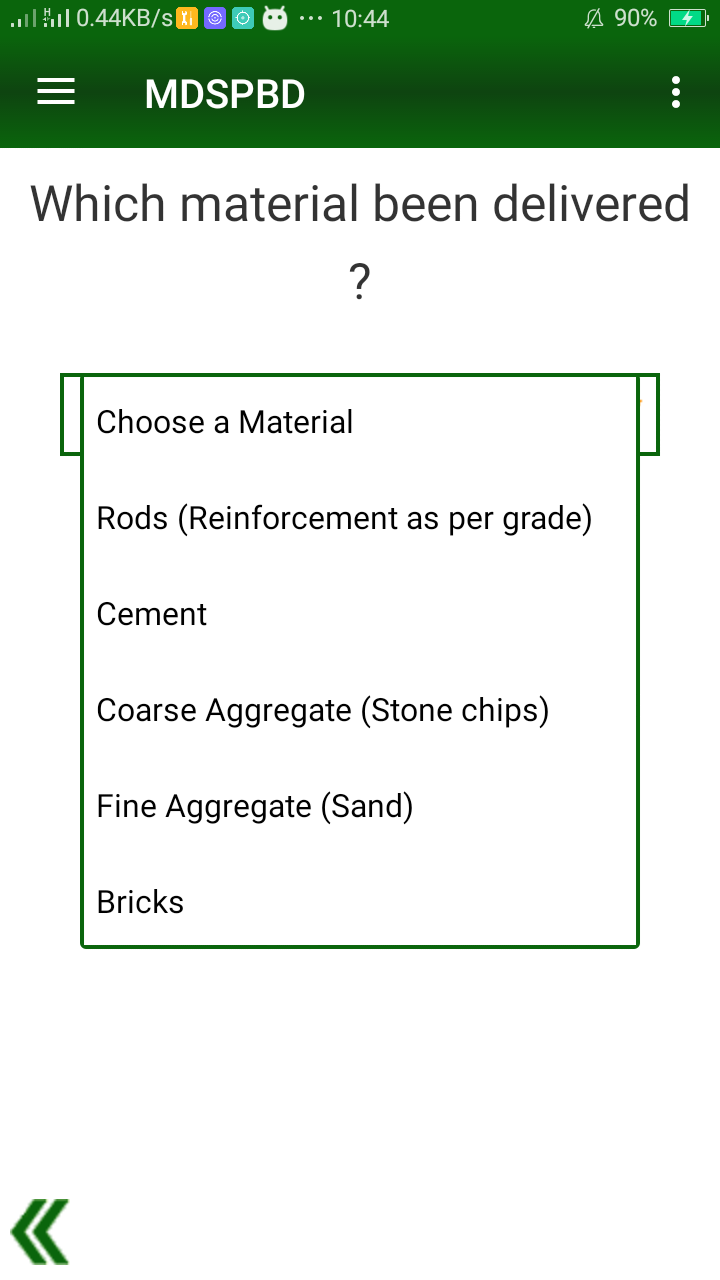 0.44KB/s ... 10:44 90%
MDSPBD
Which material been delivered
?
Choose a Material
Rods (Reinforcement as per grade)
Cement
Coarse Aggregate (Stone chips)
Fine Aggregate (Sand)
Bricks